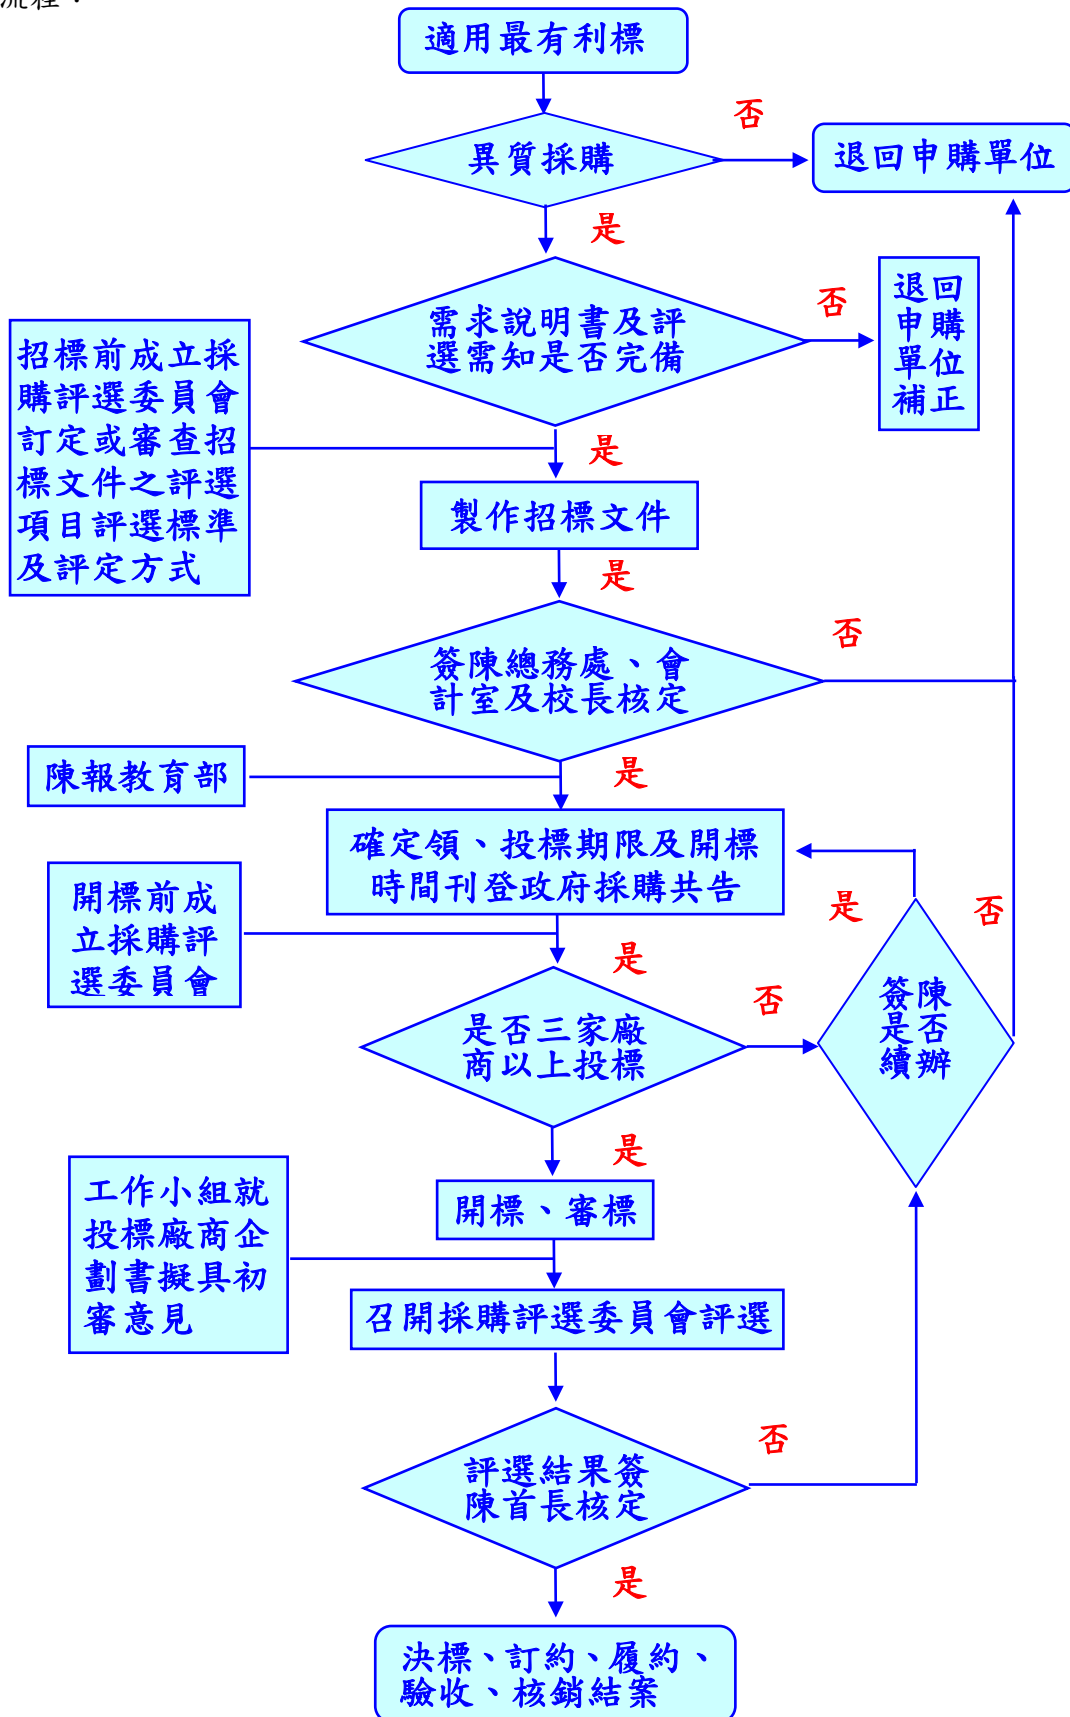 流程：
適用最有利標
否
異質採購
退回申購單位
是
需求說明書及評
選需知是否完備
否
退回
申購
單位
補正
招標前成立採
購評選委員會
訂定或審查招
標文件之評選
項目評選標準
及評定方式
是
製作招標文件
是
簽陳總務處、會
計室及校長核定
否
陳報教育部
是
確定領、投標期限及開標
時間刊登政府採購共告
開標前成
立採購評
選委員會
是
否
是
是否三家廠
商以上投標
否
簽陳
是否
續辦
是
開標、審標
工作小組就
投標廠商企
劃書擬具初
審意見
召開採購評選委員會評選
評選結果簽
陳首長核定
否
是
決標、訂約、履約、
驗收、核銷結案